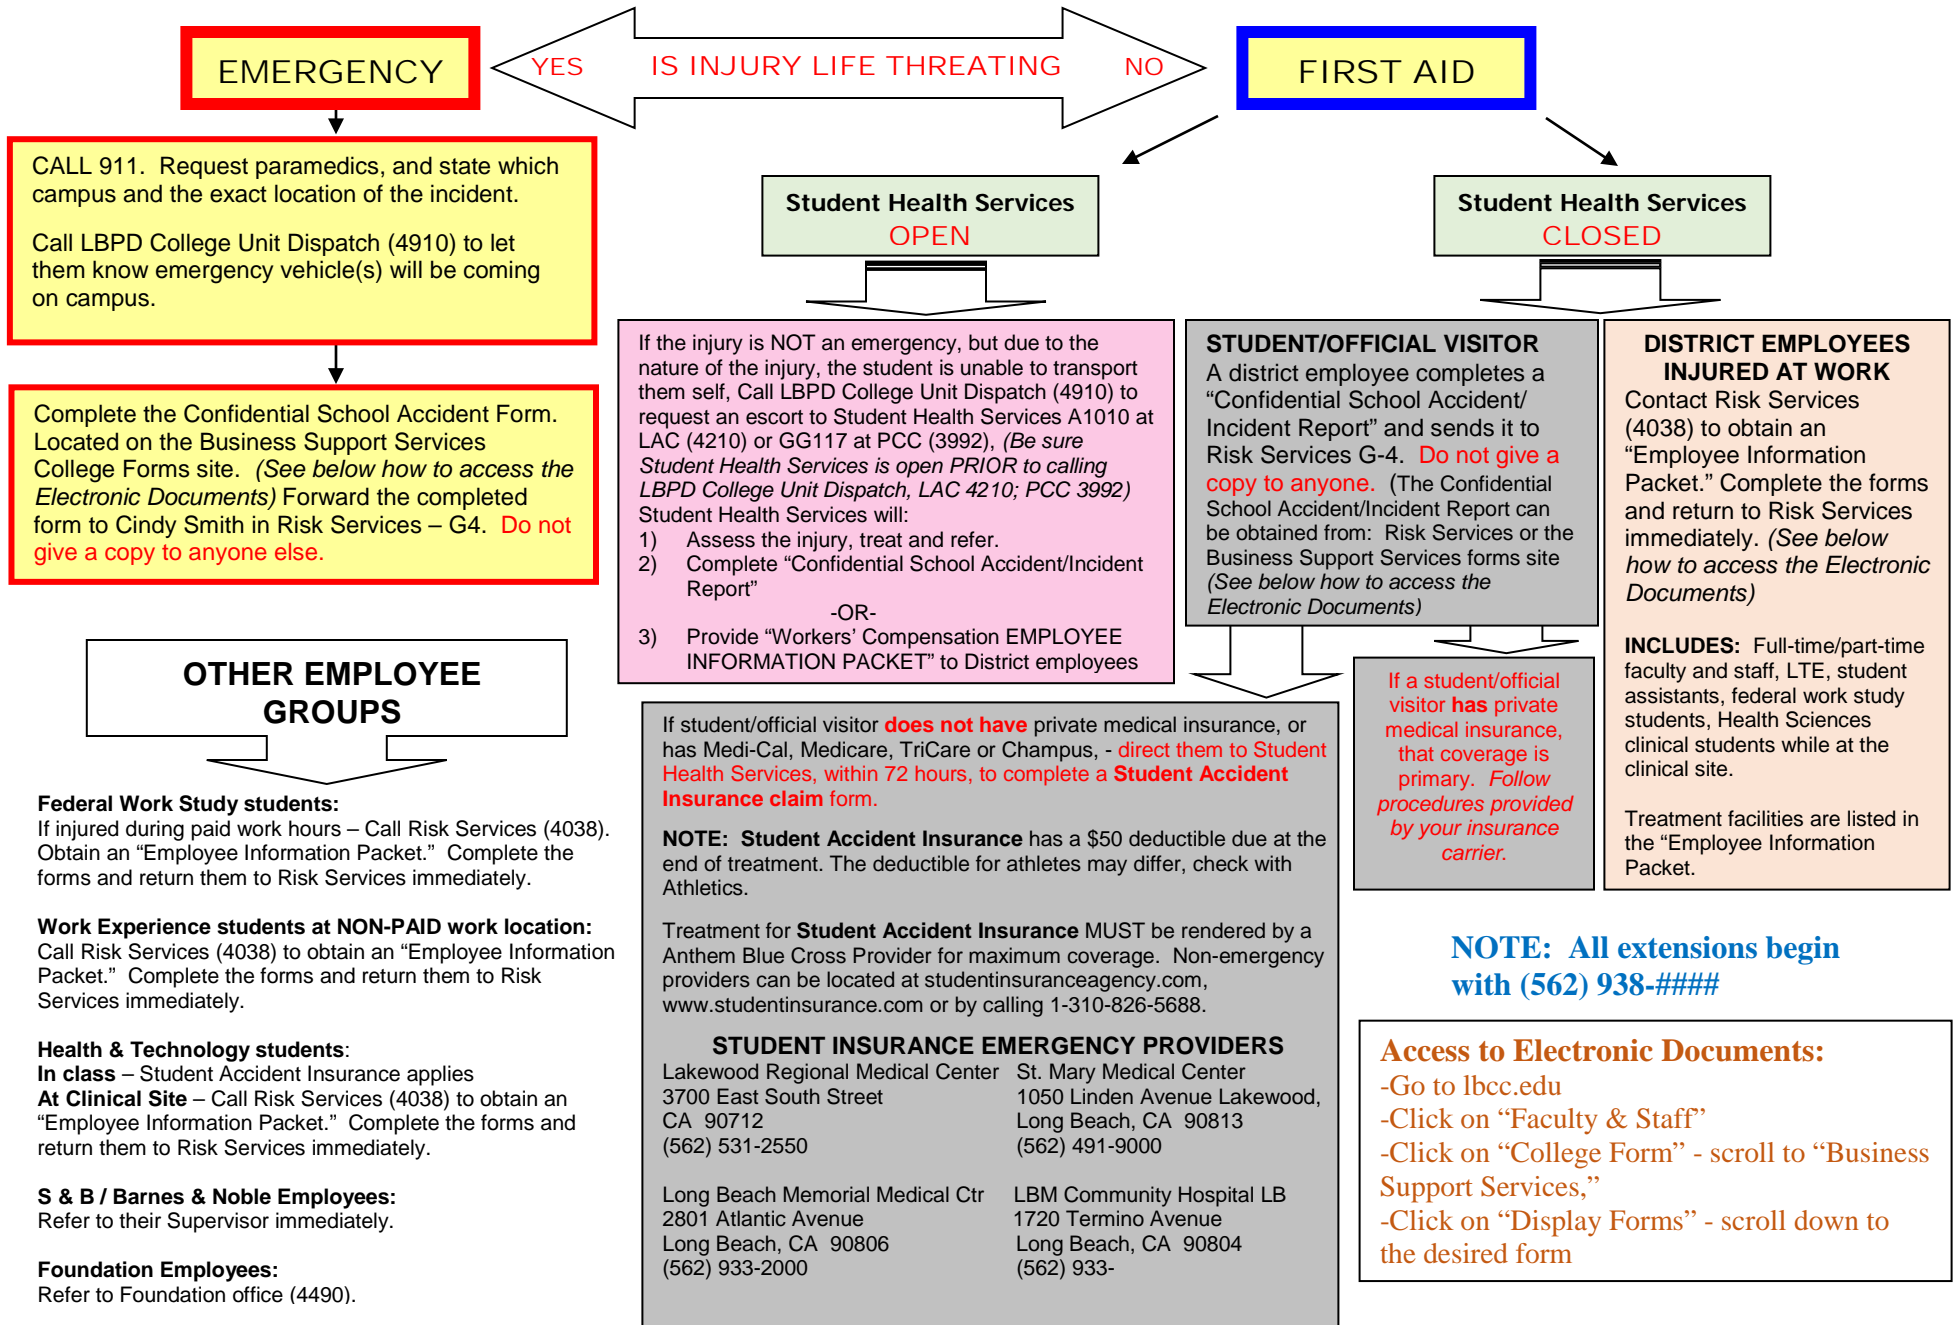 EMERGENCY
YES
IS INJURY LIFE THREATING
NO
FIRST AID
CALL 911.  Request paramedics, and state which
campus and the exact location of the incident.
Call LBPD College Unit Dispatch (4910) to let
them know emergency vehicle(s) will be coming
on campus.
Complete the Confidential School Accident Form.
Located on the Business Support Services
College Forms site.  (See below how to access the
Electronic Documents) Forward the completed
form to Cindy Smith in Risk Services – G4.  Do not
give a copy to anyone else.
OTHER EMPLOYEE
GROUPS
Federal Work Study students:
If injured during paid work hours – Call Risk Services (4038).
Obtain an “Employee Information Packet.”  Complete the
forms and return them to Risk Services immediately.
Work Experience students at NON-PAID work location:
Call Risk Services (4038) to obtain an “Employee Information
Packet.”  Complete the forms and return them to Risk
Services immediately.
Health & Technology students:
In class – Student Accident Insurance applies
At Clinical Site – Call Risk Services (4038) to obtain an
“Employee Information Packet.”  Complete the forms and
return them to Risk Services immediately.
S & B / Barnes & Noble Employees:
Refer to their Supervisor immediately.
Foundation Employees:
Refer to Foundation office (4490).
Student Health Services
OPEN
If the injury is NOT an emergency, but due to the
nature of the injury, the student is unable to transport
them self, Call LBPD College Unit Dispatch (4910) to
request an escort to Student Health Services A1010 at
LAC (4210) or GG117 at PCC (3992), (Be sure
Student Health Services is open PRIOR to calling
LBPD College Unit Dispatch, LAC 4210; PCC 3992)
Student Health Services will:
1) Assess the injury, treat and refer.
2) Complete “Confidential School Accident/Incident
Report”
-OR-
3) Provide “Workers’ Compensation EMPLOYEE
INFORMATION PACKET” to District employees
Student Health Services
CLOSED
STUDENT/OFFICIAL VISITOR
A district employee completes a
“Confidential School Accident/
Incident Report” and sends it to
Risk Services G-4.  Do not give a
copy to anyone.  (The Confidential
School Accident/Incident Report can
be obtained from:  Risk Services or the
Business Support Services forms site
(See below how to access the
Electronic Documents)
If student/official visitor does not have private medical insurance, or
has Medi-Cal, Medicare, TriCare or Champus, - direct them to Student
Health Services, within 72 hours, to complete a Student Accident
Insurance claim form.
NOTE:  Student Accident Insurance has a $50 deductible due at the
end of treatment. The deductible for athletes may differ, check with
Athletics.
Treatment for Student Accident Insurance MUST be rendered by a
Anthem Blue Cross Provider for maximum coverage.  Non-emergency
providers can be located at studentinsuranceagency.com,
www.studentinsurance.com or by calling 1-310-826-5688.
STUDENT INSURANCE EMERGENCY PROVIDERS
Lakewood Regional Medical Center   St. Mary Medical Center
3700 East South Street   1050 Linden Avenue Lakewood,
CA  90712   Long Beach, CA  90813
(562) 531-2550   (562) 491-9000
Long Beach Memorial Medical Ctr   LBM Community Hospital LB
2801 Atlantic Avenue   1720 Termino Avenue
Long Beach, CA  90806   Long Beach, CA  90804
(562) 933-2000   (562) 933-
If a student/official
visitor has private
medical insurance,
that coverage is
primary.  Follow
procedures provided
by your insurance
carrier.
DISTRICT EMPLOYEES
INJURED AT WORK
Contact Risk Services
(4038) to obtain an
“Employee Information
Packet.”  Complete the forms
and return to Risk Services
immediately. (See below
how to access the Electronic
Documents)
INCLUDES:  Full-time/part-time
faculty and staff, LTE, student
assistants, federal work study
students, Health Sciences
clinical students while at the
clinical site.
Treatment facilities are listed in
the “Employee Information
Packet.
NOTE:  All extensions begin
with (562) 938-####
Access to Electronic Documents:
-Go to lbcc.edu
-Click on “Faculty & Staff”
-Click on “College Form” - scroll to “Business
Support Services,”
-Click on “Display Forms” - scroll down to
the desired form